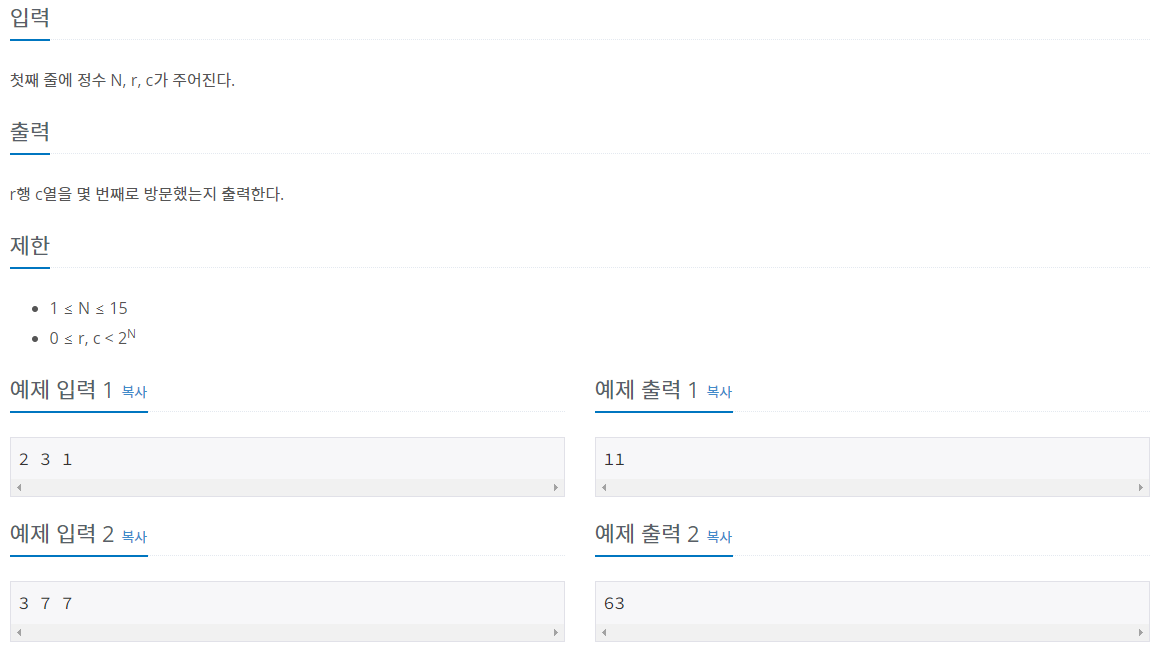 입력
첫째 줄에 정수 N, r, c가 주어진다.
출력
r행 c열을 몇 번째로 방문했는지 출력한다.
제한
• 1 ≤ N ≤ 15
• 0 ≤ r, c < 2^N
예제 입력 1 복사
예제 출력 1 복사
2 3 1
11
예제 입력 2 복사
예제 출력 2 복사
3 7 7
63